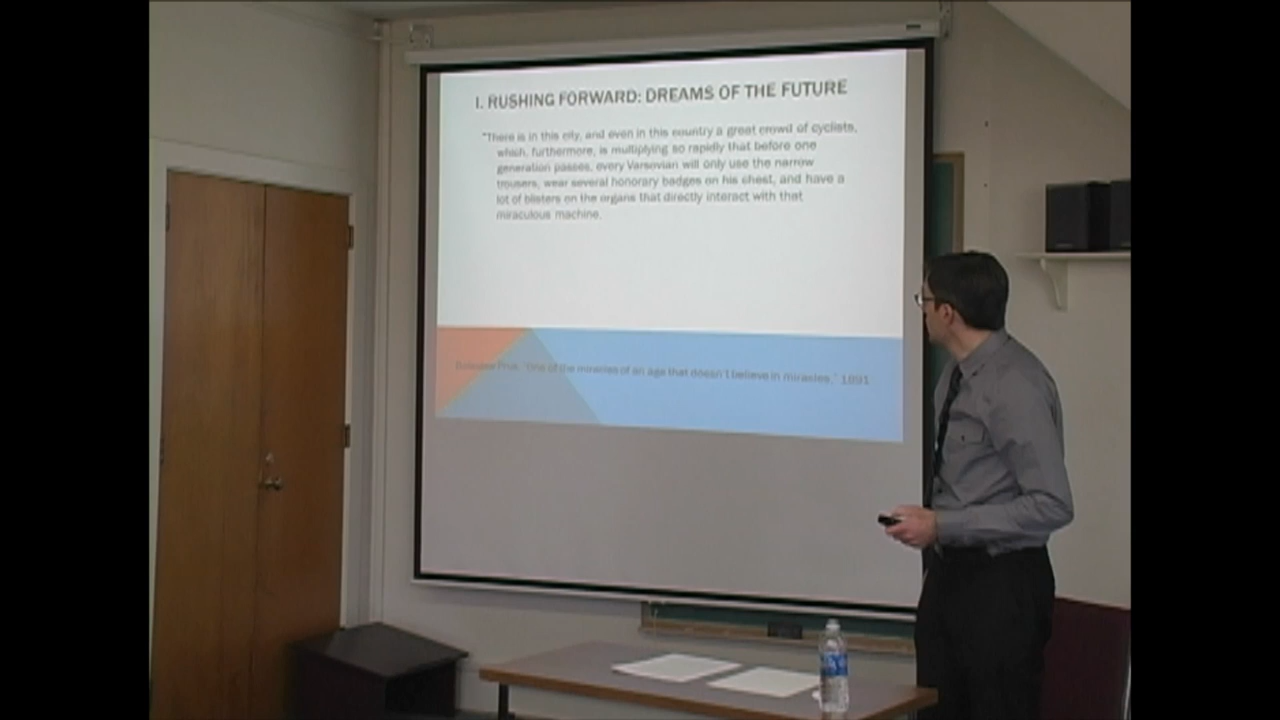 I. RUSHING FORWARD: DREAMS OF THE FUTURE
"There is in this city, and even in this country a great crowd of cyclists,
which, furthermore, is multiplying so rapidly that before one
generation passes, every Varsovian will only use the narrow
trousers, wear several honorary badges on his chest, and have a
lot of blisters on the organs that directly interact with that
miraculous machine.
Prus, "One of the miracles of an age that doesn't believe in miracles," 1891